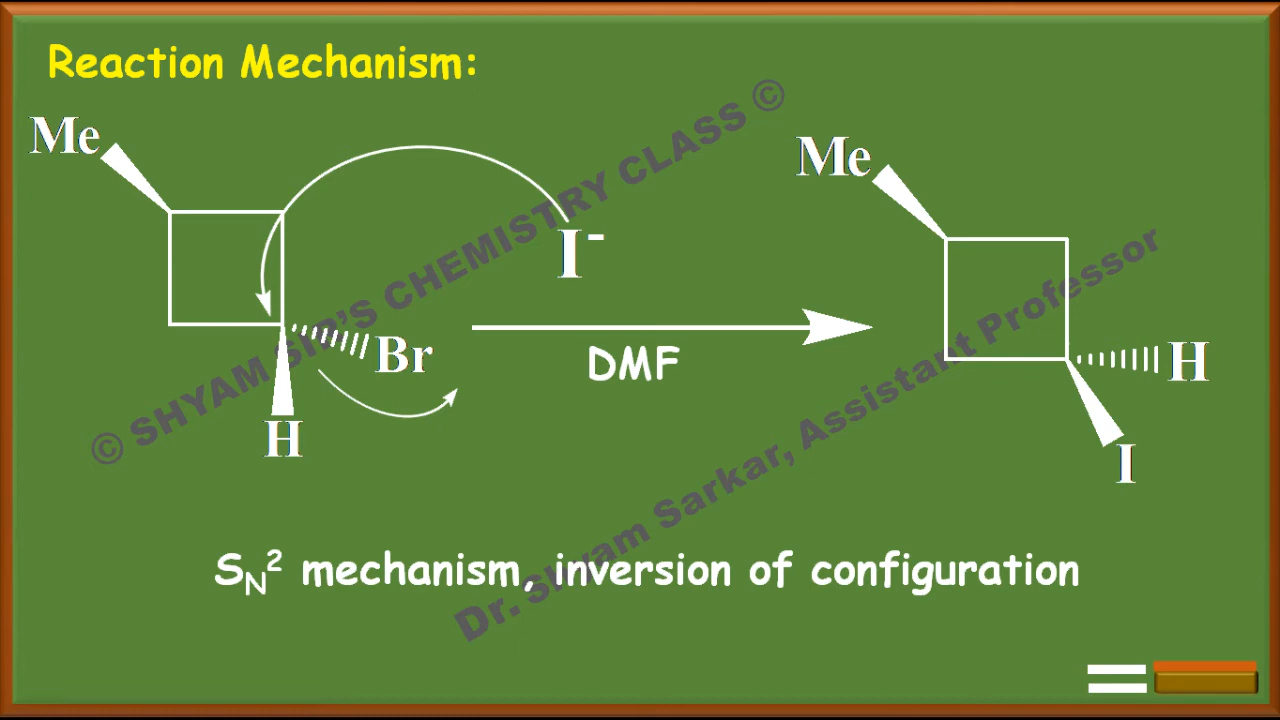 Reaction Mechanism:
Me
I⁻
Br
H
DMF
Me
H
I
S_N² mechanism, inversion of configuration
© SHYAM SIR'S CHEMISTRY CLASS ©
Dr. Shyam Sarkar, Assistant Professor